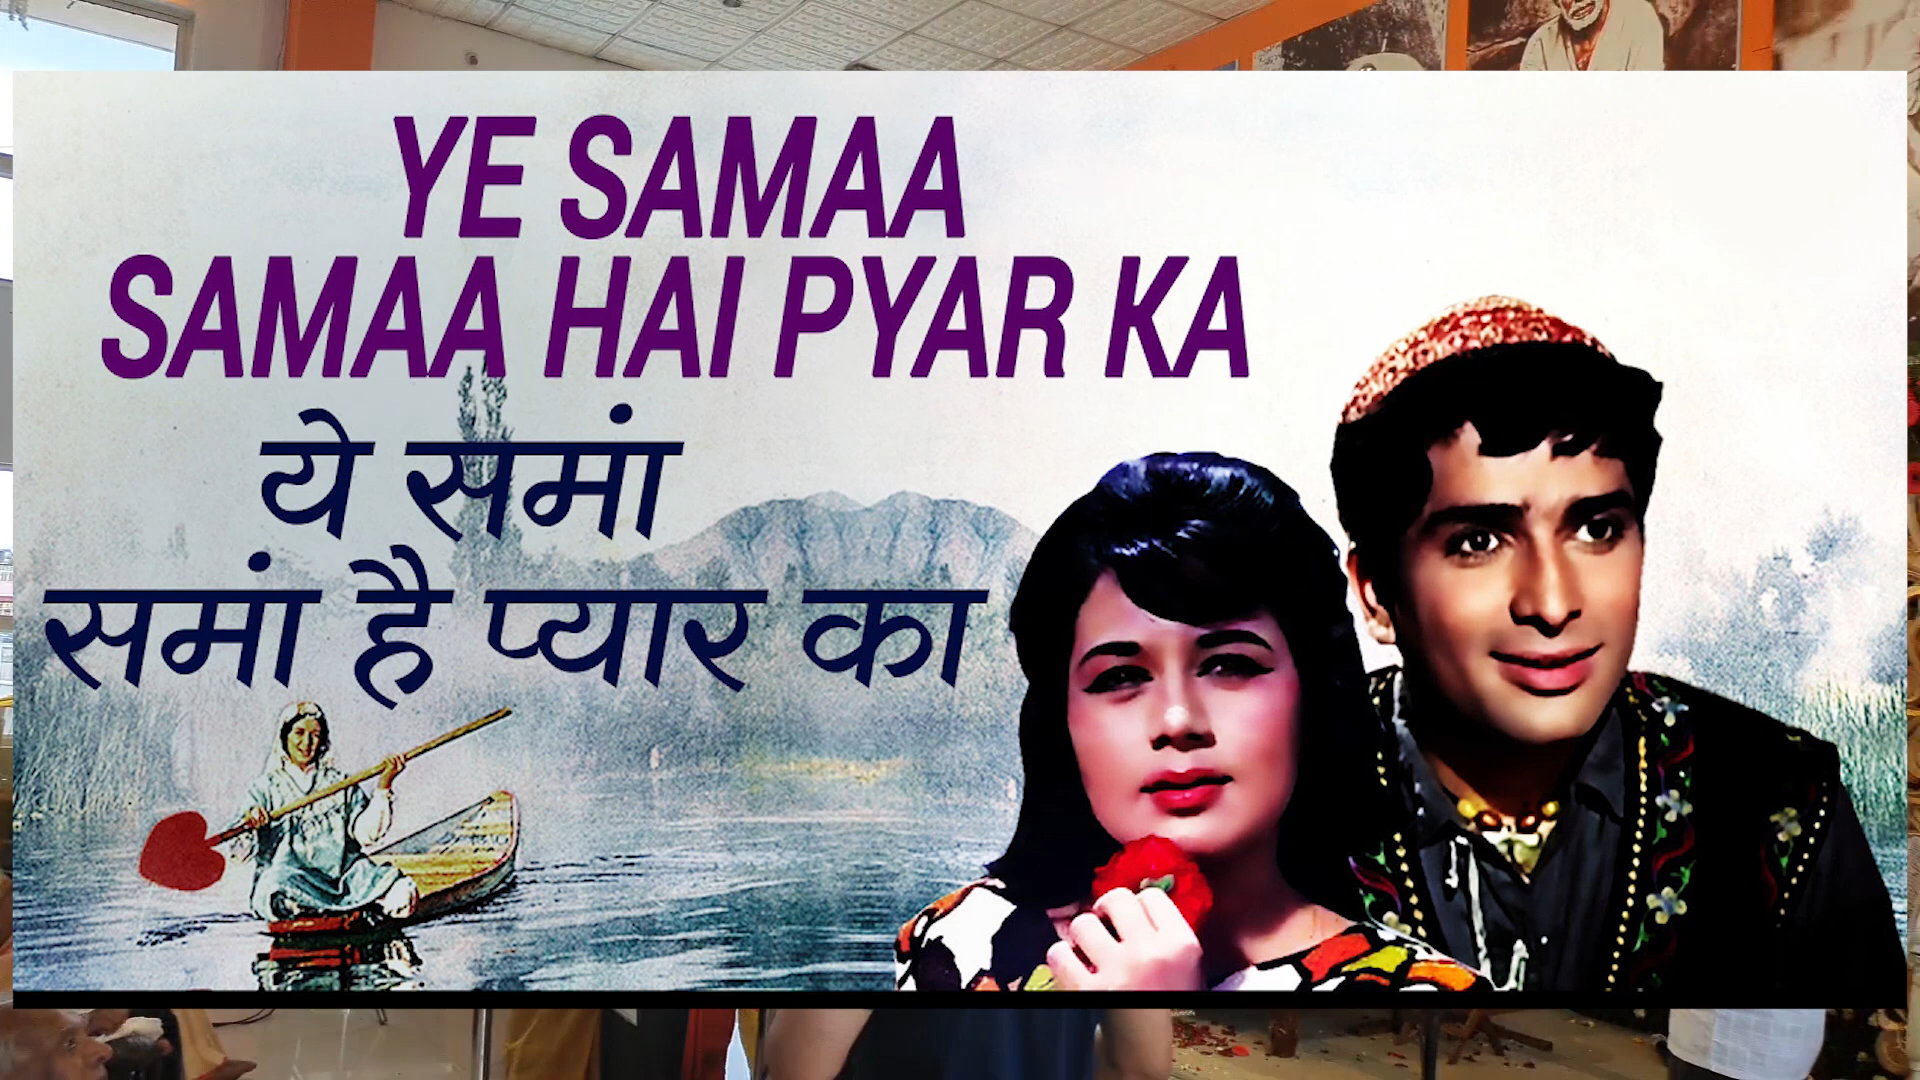 YE SAMAA
SAMAA HAI PYAR KA
ये समां
समां है प्यार का